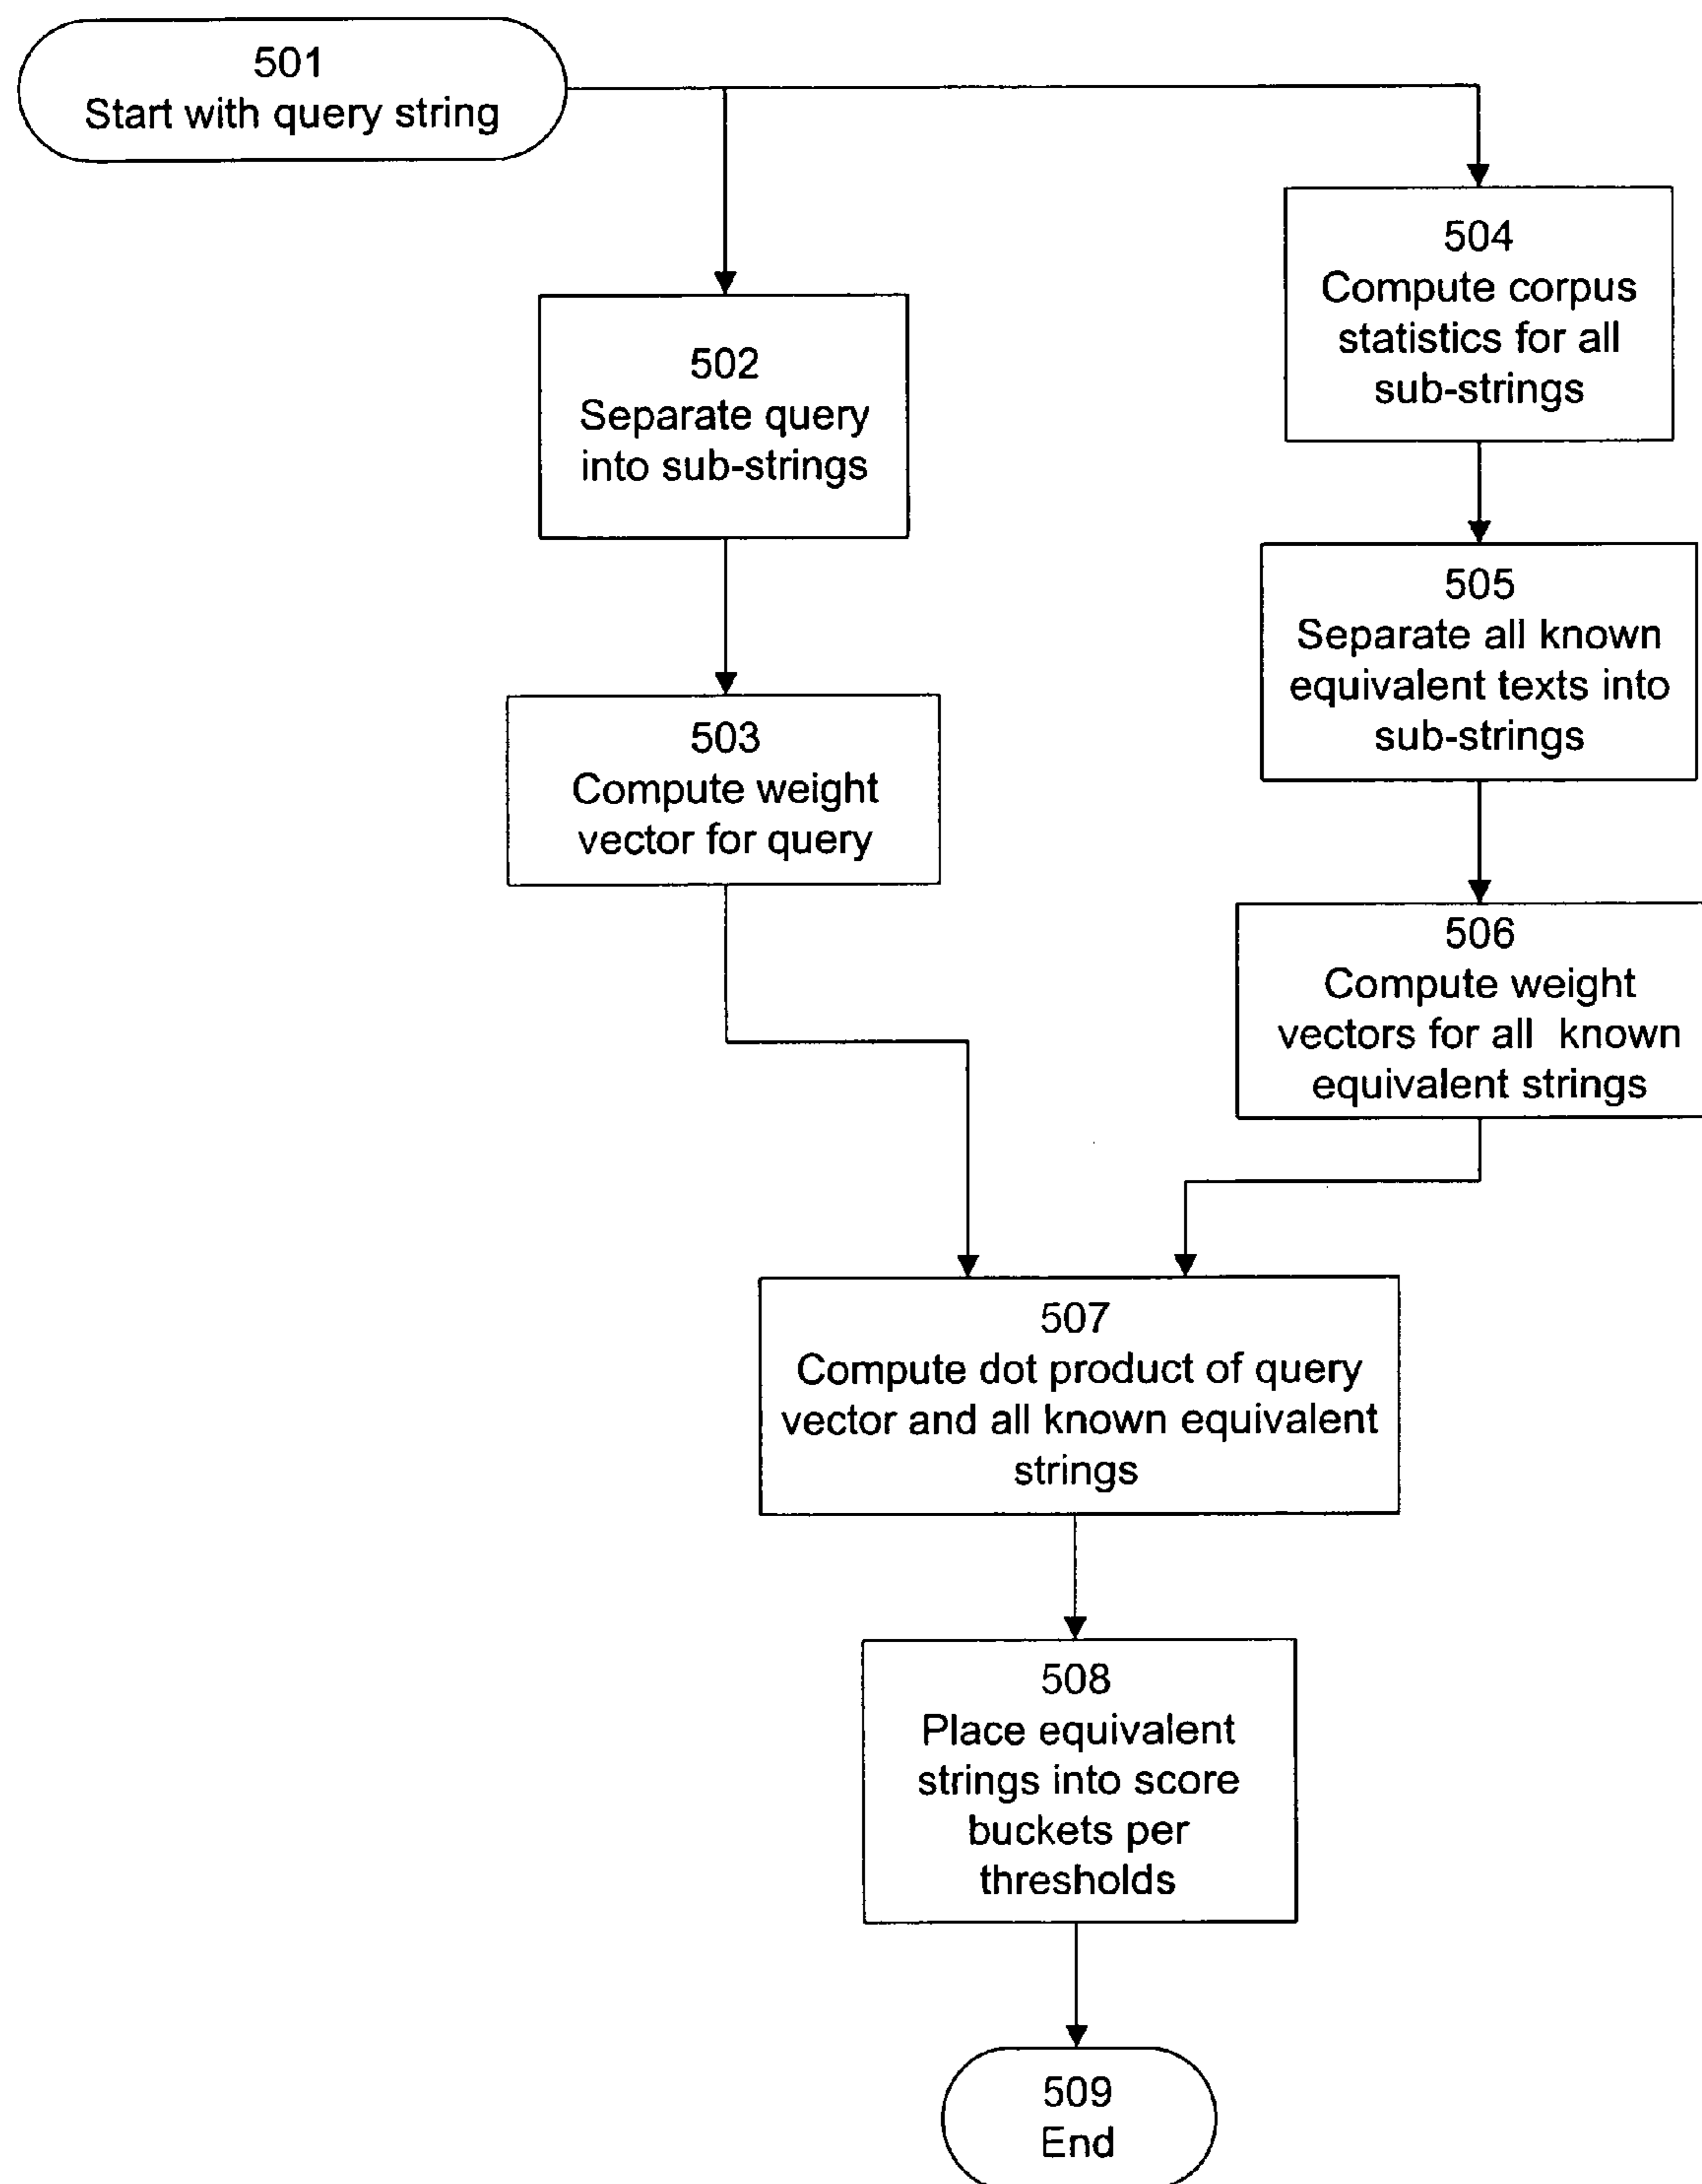 501
Start with query string
502
Separate query
into sub-strings
503
Compute weight
vector for query
504
Compute corpus
statistics for all
sub-strings
505
Separate all known
equivalent texts into
sub-strings
506
Compute weight
vectors for all known
equivalent strings
507
Compute dot product of query
vector and all known equivalent
strings
508
Place equivalent
strings into score
buckets per
thresholds
509
End